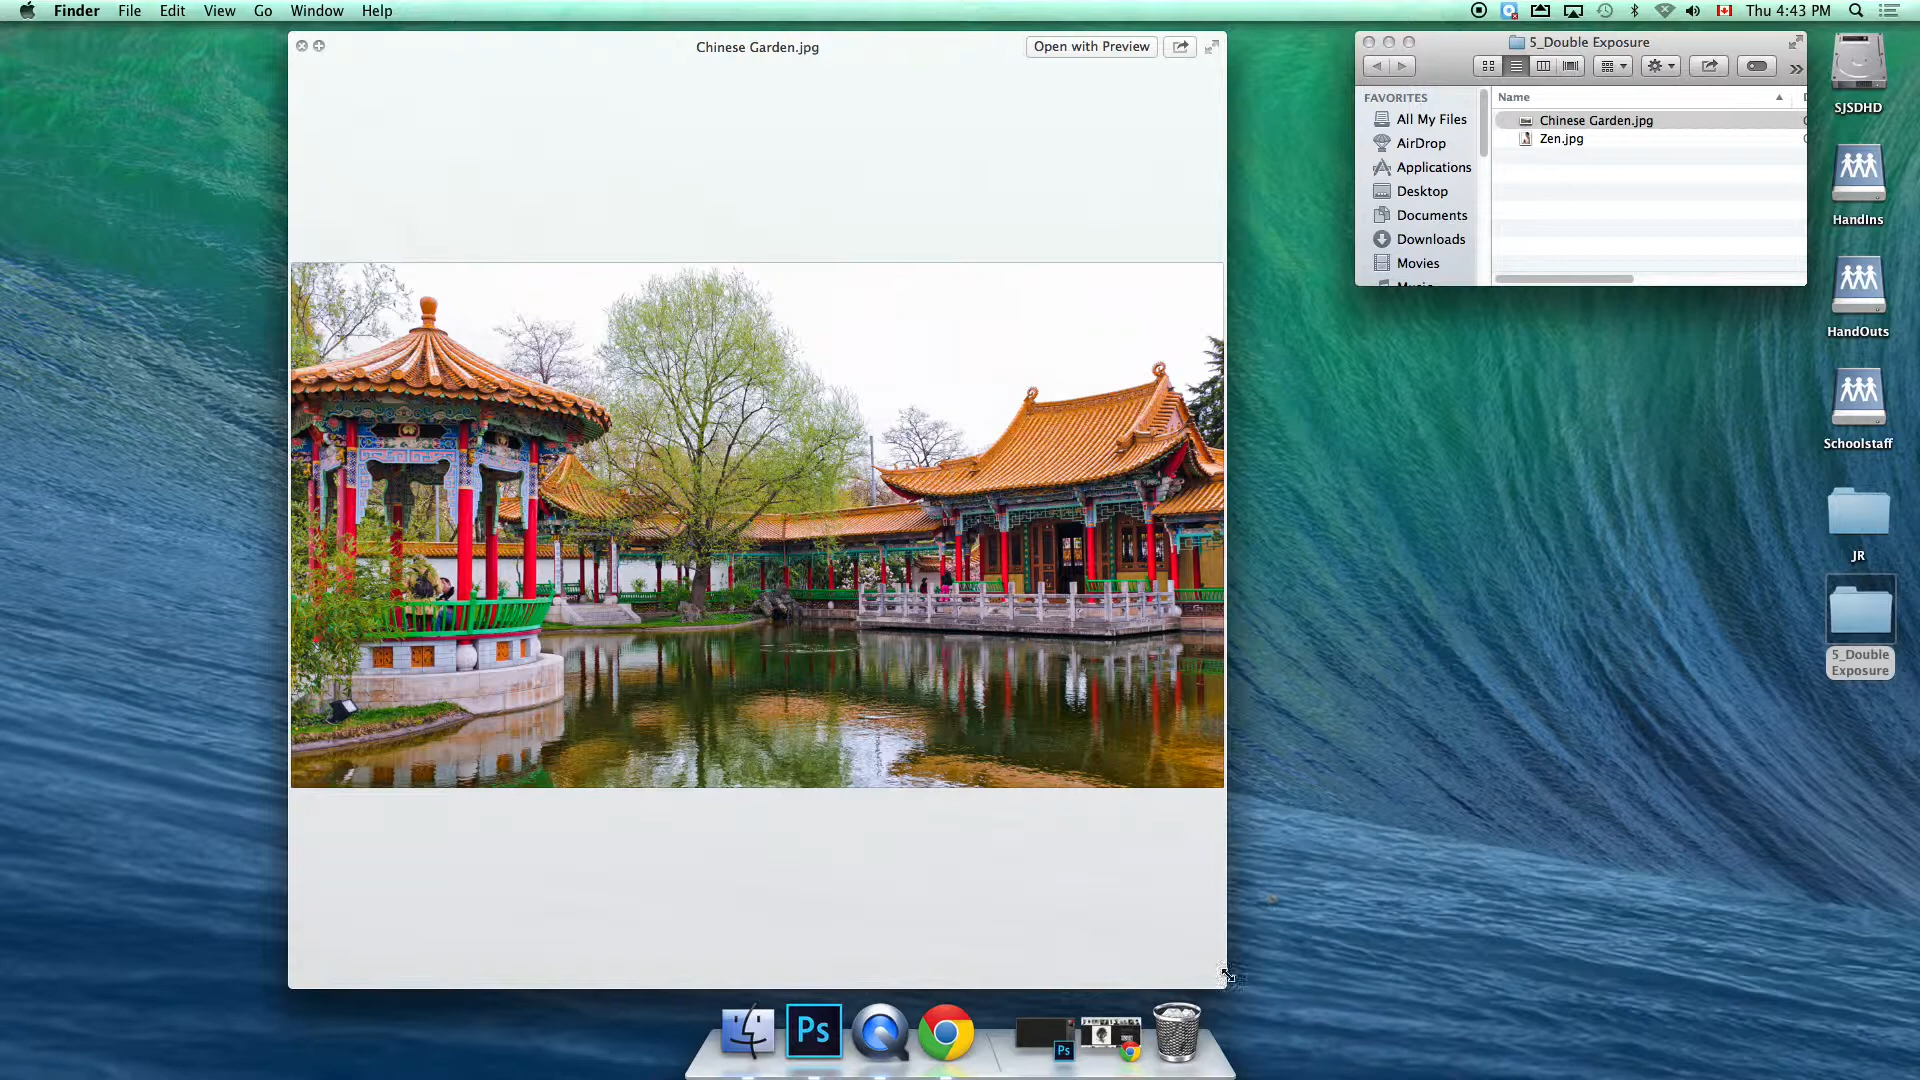 Finder File Edit View Go Window Help
Thu 4:43 PM
Chinese Garden.jpg
Open with Preview
5_Double Exposure
FAVORITES
All My Files
AirDrop
Applications
Desktop
Documents
Downloads
Movies
Name
Chinese Garden.jpg
Zen.jpg
SJSDHD
HandIns
HandOuts
Schoolstaff
JR
5_Double
Exposure
Ps
Ps